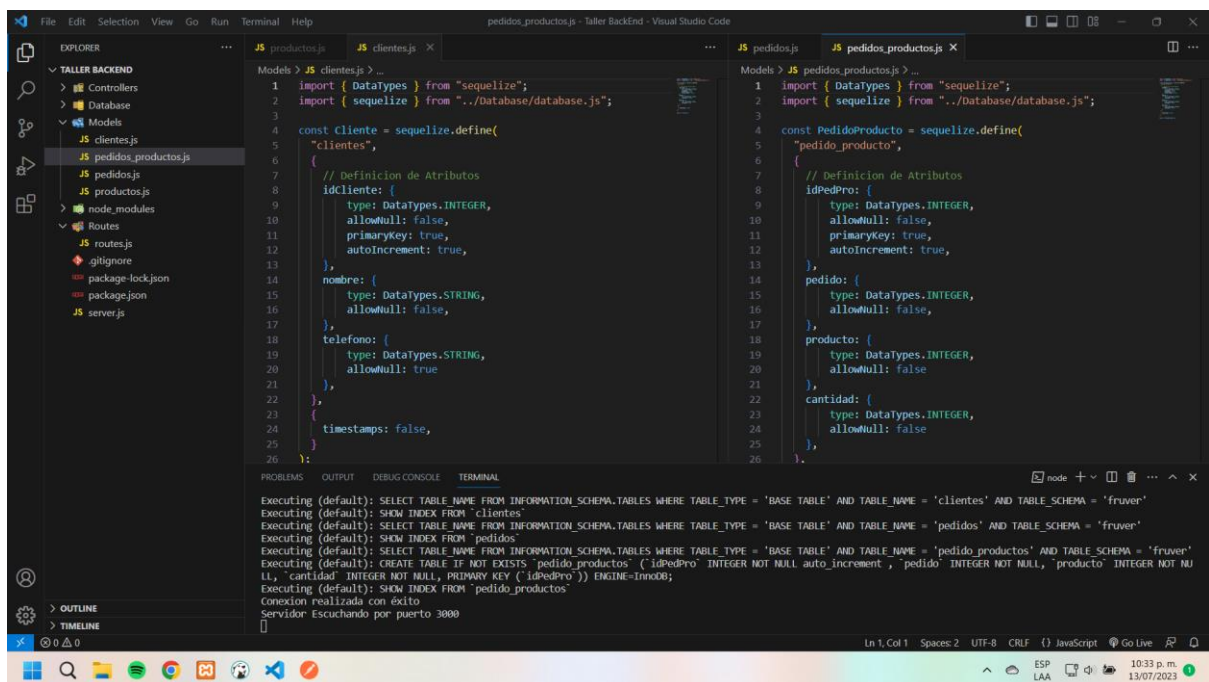 File Edit Selection View Go Run Terminal Help
pedidos_productos.js - Taller BackEnd - Visual Studio Code
EXPLORER
TALLER BACKEND
Controllers
Database
Models
JS clientes.js
JS pedidos_productos.js
JS pedidos.js
JS productos.js
node_modules
Routes
JS routes.js
.gitignore
package-lock.json
package.json
JS server.js
OUTLINE
TIMELINE
JS productos.js JS clientes.js
Models > JS clientes.js > ...
1 import { DataTypes } from "sequelize";
2 import { sequelize } from "../Database/database.js";
3
4 const Cliente = sequelize.define(
5 "clientes",
6 {
7 // Definicion de Atributos
8 idCliente: {
9 type: DataTypes.INTEGER,
10 allowNull: false,
11 primaryKey: true,
12 autoIncrement: true,
13 },
14 nombre: {
15 type: DataTypes.STRING,
16 allowNull: false,
17 },
18 telefono: {
19 type: DataTypes.STRING,
20 allowNull: true
21 },
22 },
23 {
24 timestamps: false,
25 }
26 );
JS pedidos.js JS pedidos_productos.js
Models > JS pedidos_productos.js > ...
1 import { DataTypes } from "sequelize";
2 import { sequelize } from "../Database/database.js";
3
4 const PedidoProducto = sequelize.define(
5 "pedido_producto",
6 {
7 // Definicion de Atributos
8 idPedPro: {
9 type: DataTypes.INTEGER,
10 allowNull: false,
11 primaryKey: true,
12 autoIncrement: true,
13 },
14 pedido: {
15 type: DataTypes.INTEGER,
16 allowNull: false,
17 },
18 producto: {
19 type: DataTypes.INTEGER,
20 allowNull: false
21 },
22 cantidad: {
23 type: DataTypes.INTEGER,
24 allowNull: false
25 },
26 },
PROBLEMS OUTPUT DEBUG CONSOLE TERMINAL
node
Executing (default): SELECT TABLE_NAME FROM INFORMATION_SCHEMA.TABLES WHERE TABLE_TYPE = 'BASE TABLE' AND TABLE_NAME = 'clientes' AND TABLE_SCHEMA = 'fruver'
Executing (default): SHOW INDEX FROM `clientes`
Executing (default): SELECT TABLE_NAME FROM INFORMATION_SCHEMA.TABLES WHERE TABLE_TYPE = 'BASE TABLE' AND TABLE_NAME = 'pedidos' AND TABLE_SCHEMA = 'fruver'
Executing (default): SHOW INDEX FROM `pedidos`
Executing (default): SELECT TABLE_NAME FROM INFORMATION_SCHEMA.TABLES WHERE TABLE_TYPE = 'BASE TABLE' AND TABLE_NAME = 'pedido_productos' AND TABLE_SCHEMA = 'fruver'
Executing (default): CREATE TABLE IF NOT EXISTS `pedido_productos` (`idPedPro` INTEGER NOT NULL auto_increment , `pedido` INTEGER NOT NULL, `producto` INTEGER NOT NU
LL, `cantidad` INTEGER NOT NULL, PRIMARY KEY (`idPedPro`)) ENGINE=InnoDB;
Executing (default): SHOW INDEX FROM `pedido_productos`
Conexion realizada con éxito
Servidor Escuchando por puerto 3000
0 0
Ln 1, Col 1 Spaces: 2 UTF-8 CRLF {} JavaScript Go Live
ESP
LAA
10:33 p. m.
13/07/2023
1